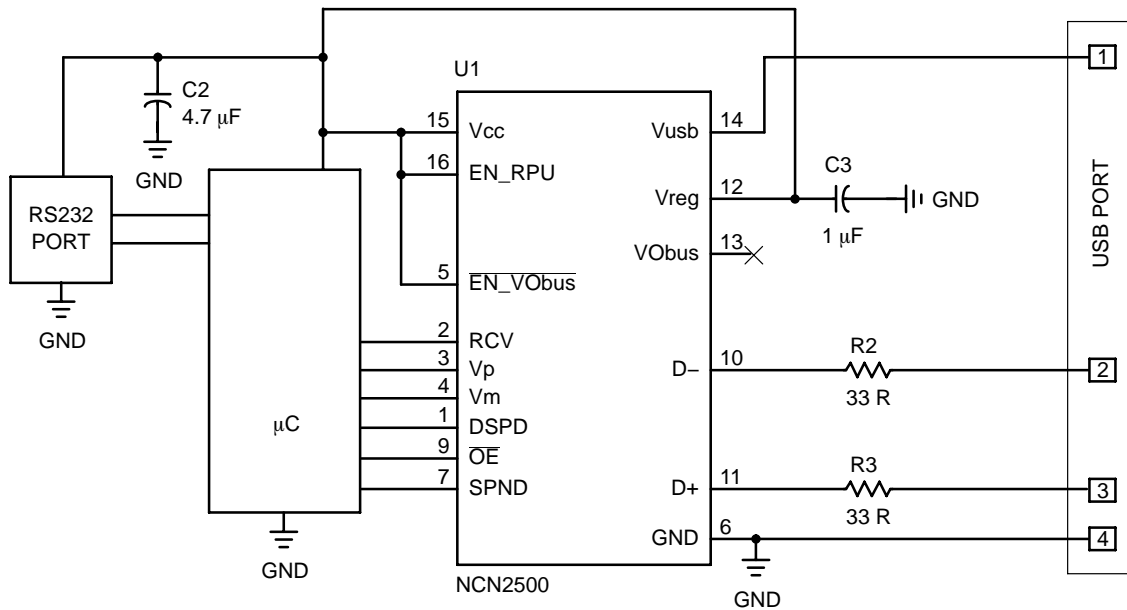 U1
1
C2
4.7 μF
GND
15
Vcc
Vusb
14
16
EN_RPU
C3
Vreg
12
GND
1 μF
RS232
PORT
GND
VObus
13
5
EN_VObus
USB PORT
2
RCV
3
Vp
4
Vm
1
DSPD
9
OE
7
SPND
μC
GND
R2
D−
10
33 R
2
R3
D+
11
33 R
3
GND
6
4
GND
NCN2500